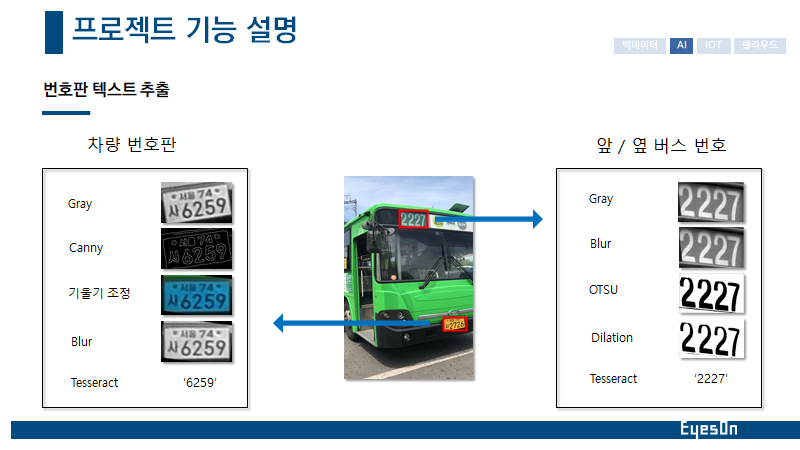 프로젝트 기능 설명
빅데이터 AI IOT 클라우드
번호판 텍스트 추출
차량 번호판
Gray
서울 74
사 6259
Canny
서울 74
사 6259
기울기 조정
서울 74
사 6259
Blur
서울 74
사 6259
Tesseract '6259'
2227
앞 / 옆 버스 번호
Gray 2227
Blur 2227
OTSU 2227
Dilation 2227
Tesseract '2227'
EyesOn